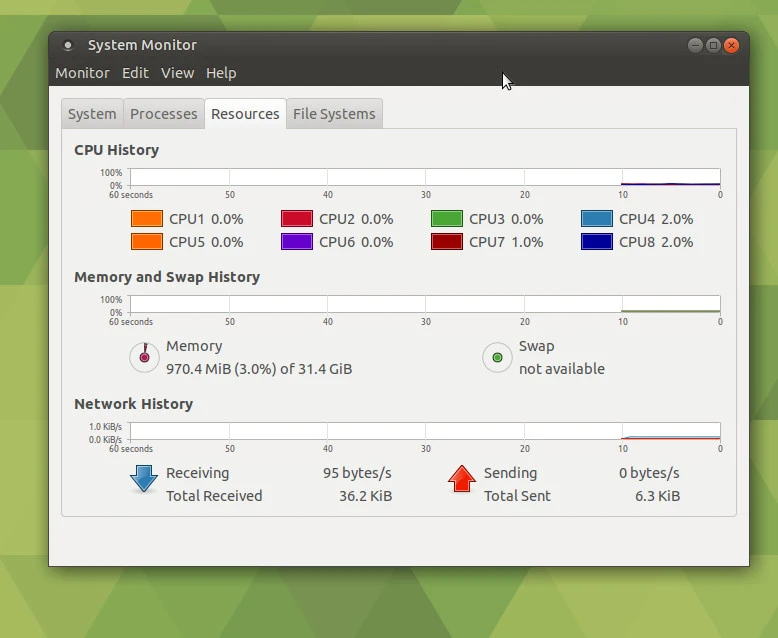 System Monitor
Monitor Edit View Help
System Processes Resources File Systems
CPU History
100%
0%
60 seconds 50 40 30 20 10 0
CPU1 0.0% CPU2 0.0% CPU3 0.0% CPU4 2.0%
CPU5 0.0% CPU6 0.0% CPU7 1.0% CPU8 2.0%
Memory and Swap History
100%
0%
60 seconds 50 40 30 20 10 0
Memory Swap
970.4 MiB (3.0%) of 31.4 GiB not available
Network History
1.0 KiB/s
0.0 KiB/s
60 seconds 50 40 30 20 10 0
Receiving 95 bytes/s Sending 0 bytes/s
Total Received 36.2 KiB Total Sent 6.3 KiB